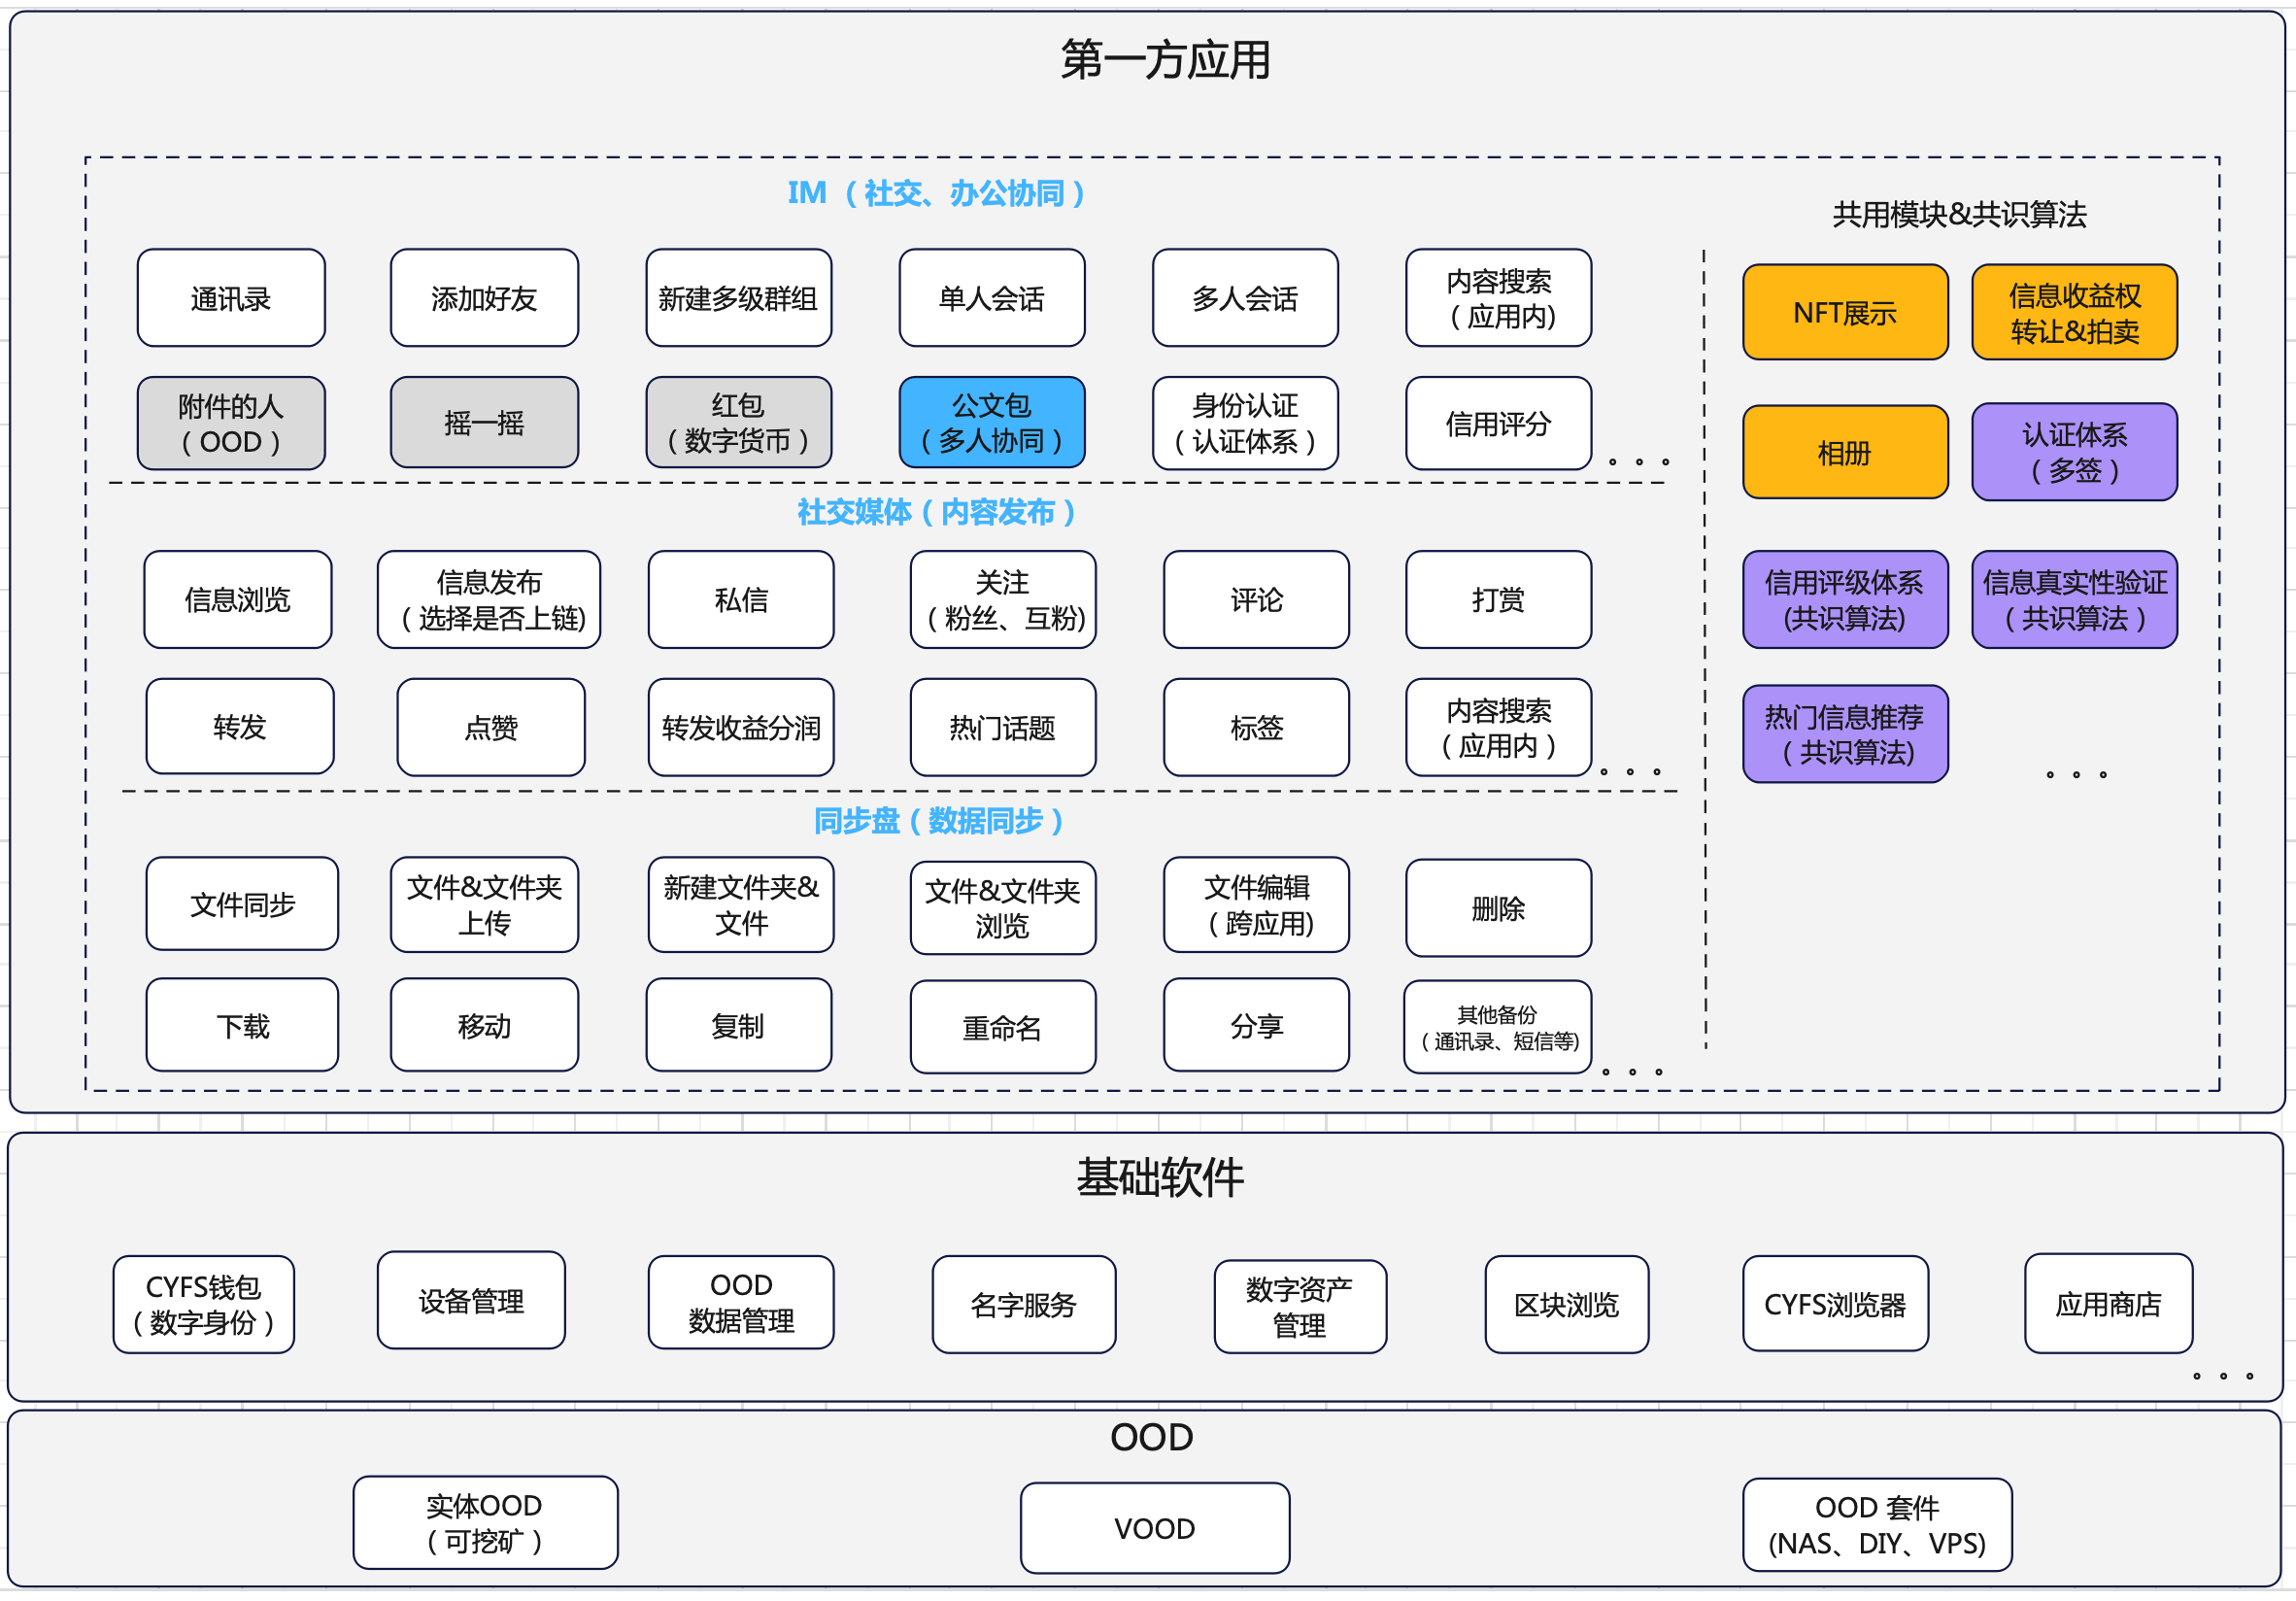 第一方应用
IM（社交、办公协同）
通讯录
添加好友
新建多级群组
单人会话
多人会话
内容搜索
（应用内)
附件的人
（OOD）
摇一摇
红包
（数字货币）
公文包
（多人协同）
身份认证
（认证体系）
信用评分
。。。
社交媒体（内容发布）
信息浏览
信息发布
（选择是否上链)
私信
关注
（粉丝、互粉)
评论
打赏
转发
点赞
转发收益分润
热门话题
标签
内容搜索
（应用内）
。。。
同步盘（数据同步）
文件同步
文件&文件夹
上传
新建文件夹&
文件
文件&文件夹
浏览
文件编辑
（跨应用)
删除
下载
移动
复制
重命名
分享
其他备份
（通讯录、短信等)
。。。
共用模块&共识算法
NFT展示
信息收益权
转让&拍卖
相册
认证体系
（多签）
信用评级体系
(共识算法)
信息真实性验证
（共识算法）
热门信息推荐
（共识算法)
。。。
基础软件
CYFS钱包
（数字身份）
设备管理
OOD
数据管理
名字服务
数字资产
管理
区块浏览
CYFS浏览器
应用商店
。。。
OOD
实体OOD
（可挖矿）
VOOD
OOD 套件
(NAS、DIY、VPS)